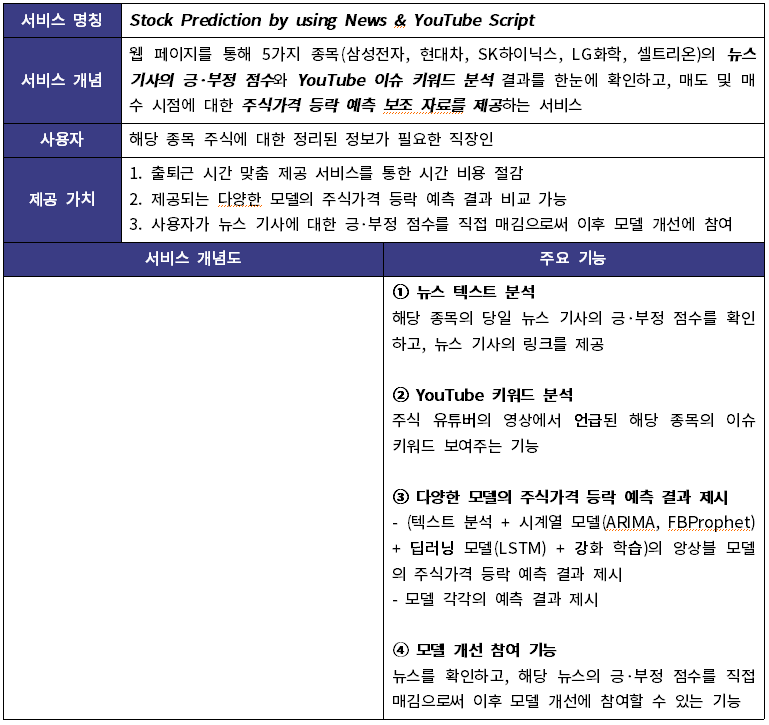 서비스 명칭
Stock Prediction by using News & YouTube Script
서비스 개념
웹 페이지를 통해 5가지 종목(삼성전자, 현대차, SK하이닉스, LG화학, 셀트리온)의 뉴스
기사의 긍·부정 점수와 YouTube 이슈 키워드 분석 결과를 한눈에 확인하고, 매도 및 매
수 시점에 대한 주식가격 등락 예측 보조 자료를 제공하는 서비스
사용자
해당 종목 주식에 대한 정리된 정보가 필요한 직장인
제공 가치
1. 출퇴근 시간 맞춤 제공 서비스를 통한 시간 비용 절감
2. 제공되는 다양한 모델의 주식가격 등락 예측 결과 비교 가능
3. 사용자가 뉴스 기사에 대한 긍·부정 점수를 직접 매김으로써 이후 모델 개선에 참여
서비스 개념도
주요 기능
① 뉴스 텍스트 분석
해당 종목의 당일 뉴스 기사의 긍·부정 점수를 확인
하고, 뉴스 기사의 링크를 제공
② YouTube 키워드 분석
주식 유튜버의 영상에서 언급된 해당 종목의 이슈
키워드 보여주는 기능
③ 다양한 모델의 주식가격 등락 예측 결과 제시
- (텍스트 분석 + 시계열 모델(ARIMA, FBProphet)
+ 딥러닝 모델(LSTM) + 강화 학습)의 앙상블 모델
의 주식가격 등락 예측 결과 제시
- 모델 각각의 예측 결과 제시
④ 모델 개선 참여 기능
뉴스를 확인하고, 해당 뉴스의 긍·부정 점수를 직접
매김으로써 이후 모델 개선에 참여할 수 있는 기능